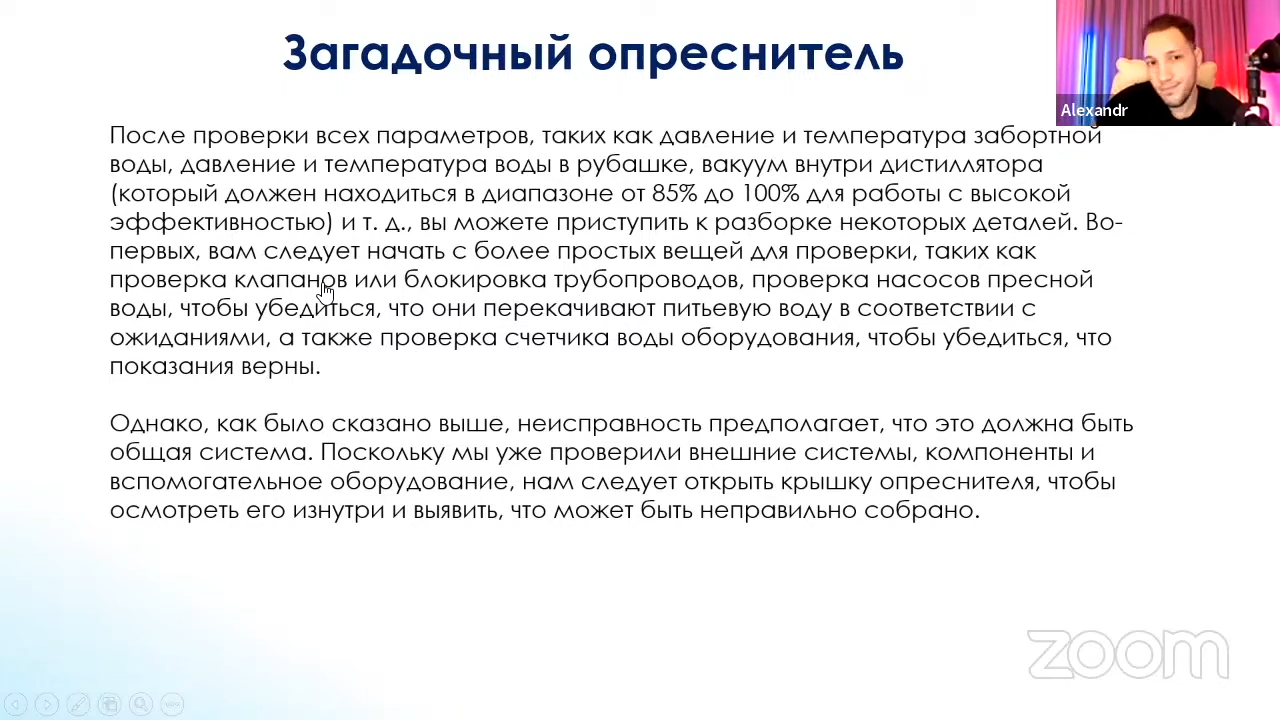 Загадочный опреснитель
Alexandr
После проверки всех параметров, таких как давление и температура забортной
воды, давление и температура воды в рубашке, вакуум внутри дистиллятора
(который должен находиться в диапазоне от 85% до 100% для работы с высокой
эффективностью) и т. д., вы можете приступить к разборке некоторых деталей. Во-
первых, вам следует начать с более простых вещей для проверки, таких как
проверка клапанов или блокировка трубопроводов, проверка насосов пресной
воды, чтобы убедиться, что они перекачивают питьевую воду в соответствии с
ожиданиями, а также проверка счетчика воды оборудования, чтобы убедиться, что
показания верны.
Однако, как было сказано выше, неисправность предполагает, что это должна быть
общая система. Поскольку мы уже проверили внешние системы, компоненты и
вспомогательное оборудование, нам следует открыть крышку опреснителя, чтобы
осмотреть его изнутри и выявить, что может быть неправильно собрано.
zoom